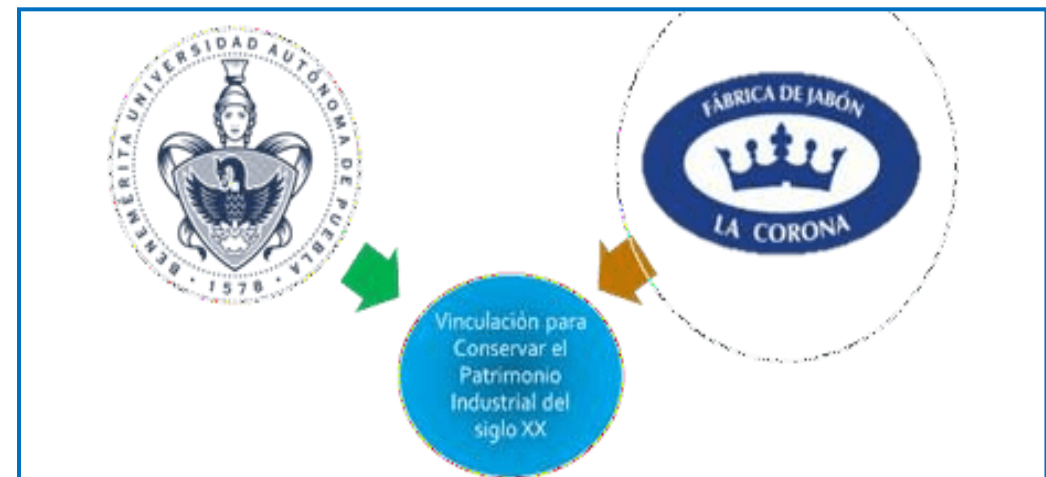 BENEMÉRITA UNIVERSIDAD AUTÓNOMA DE PUEBLA
· 1578 ·
FÁBRICA DE JABÓN
LA CORONA
Vinculación para
Conservar el
Patrimonio
Industrial del
siglo XX